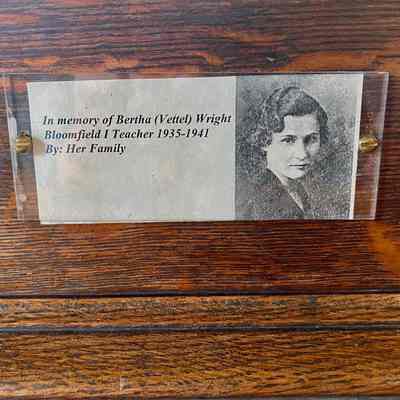 In memory of Bertha (Vettel) Wright
Bloomfield I Teacher 1935-1941
By: Her Family